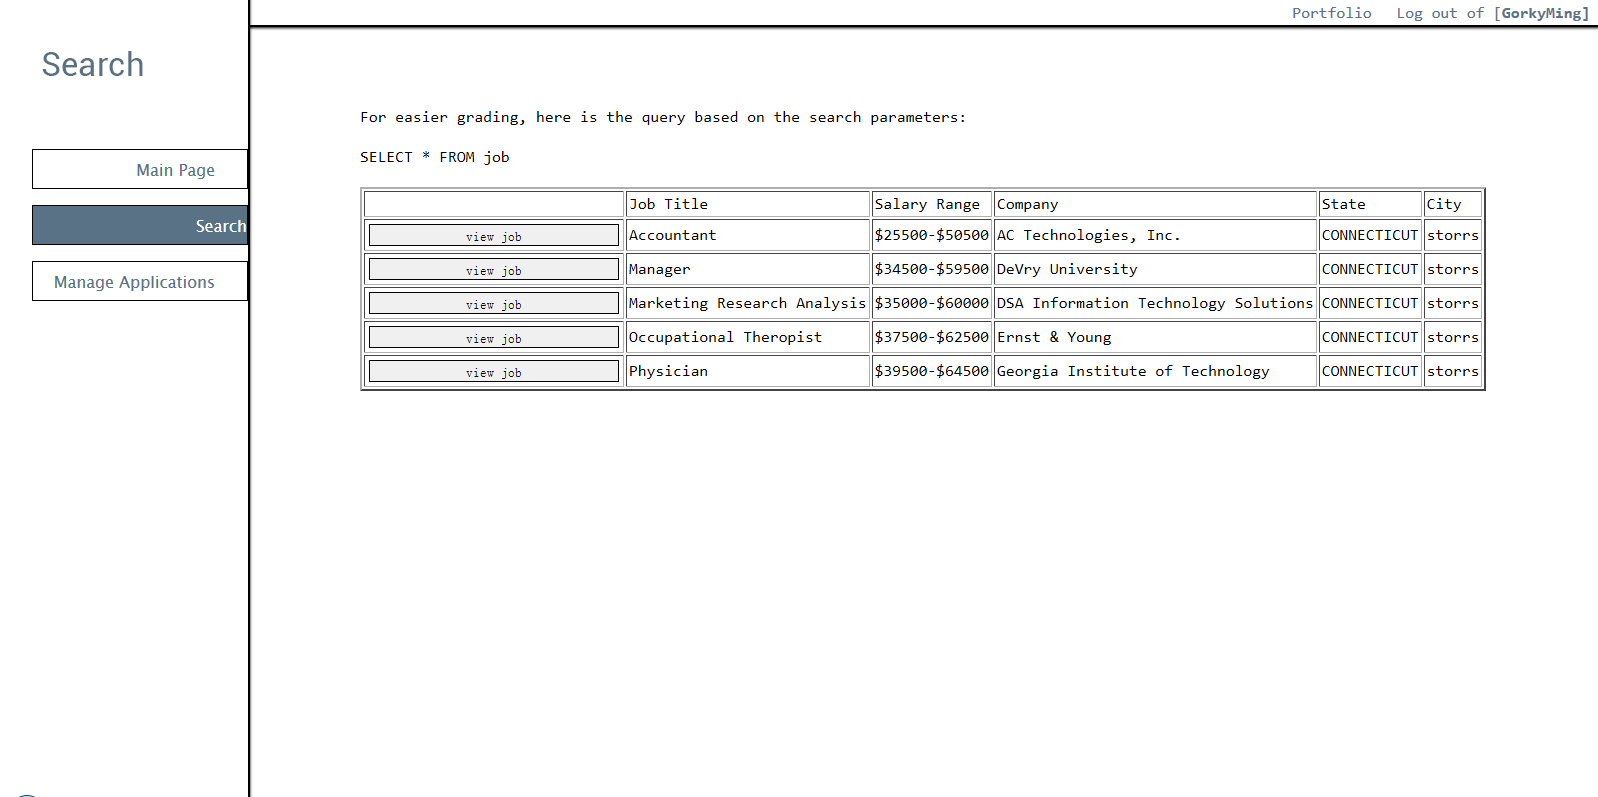 Portfolio Log out of [GorkyMing]
Search
Main Page
Search
Manage Applications
For easier grading, here is the query based on the search parameters:
SELECT * FROM job
Job Title Salary Range Company State City
view job Accountant $25500-$50500 AC Technologies, Inc. CONNECTICUT storrs
view job Manager $34500-$59500 DeVry University CONNECTICUT storrs
view job Marketing Research Analysis $35000-$60000 DSA Information Technology Solutions CONNECTICUT storrs
view job Occupational Theropist $37500-$62500 Ernst & Young CONNECTICUT storrs
view job Physician $39500-$64500 Georgia Institute of Technology CONNECTICUT storrs